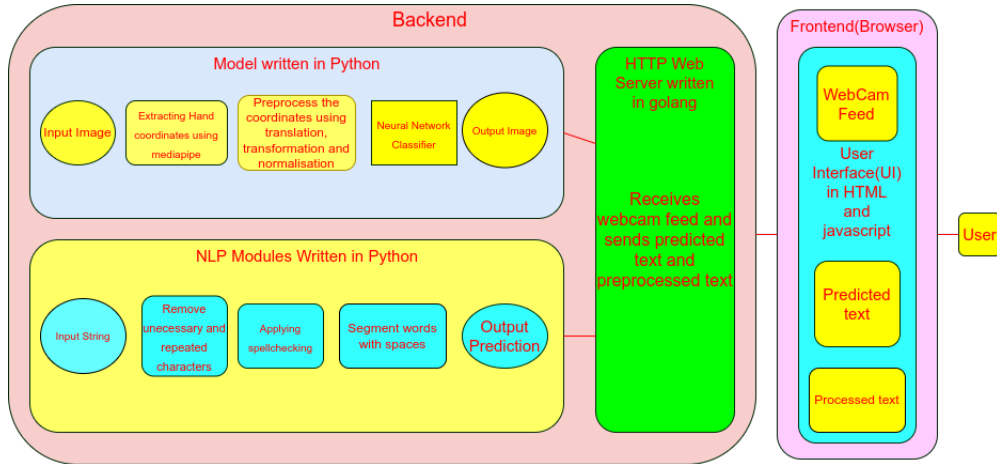 Backend
Model written in Python
Input Image
Extracting Hand
coordinates using
mediapipe
Preprocess the
coordinates using
translation,
transformation and
normalisation
Neural Network
Classifier
Output Image
NLP Modules Written in Python
Input String
Remove
unecessary and
repeated
characters
Applying
spellchecking
Segment words
with spaces
Output
Prediction
HTTP Web
Server written
in golang
Receives
webcam feed and
sends predicted
text and
preprocessed text
Frontend(Browser)
WebCam
Feed
User
Interface(UI)
in HTML
and
javascript
Predicted
text
Processed text
User